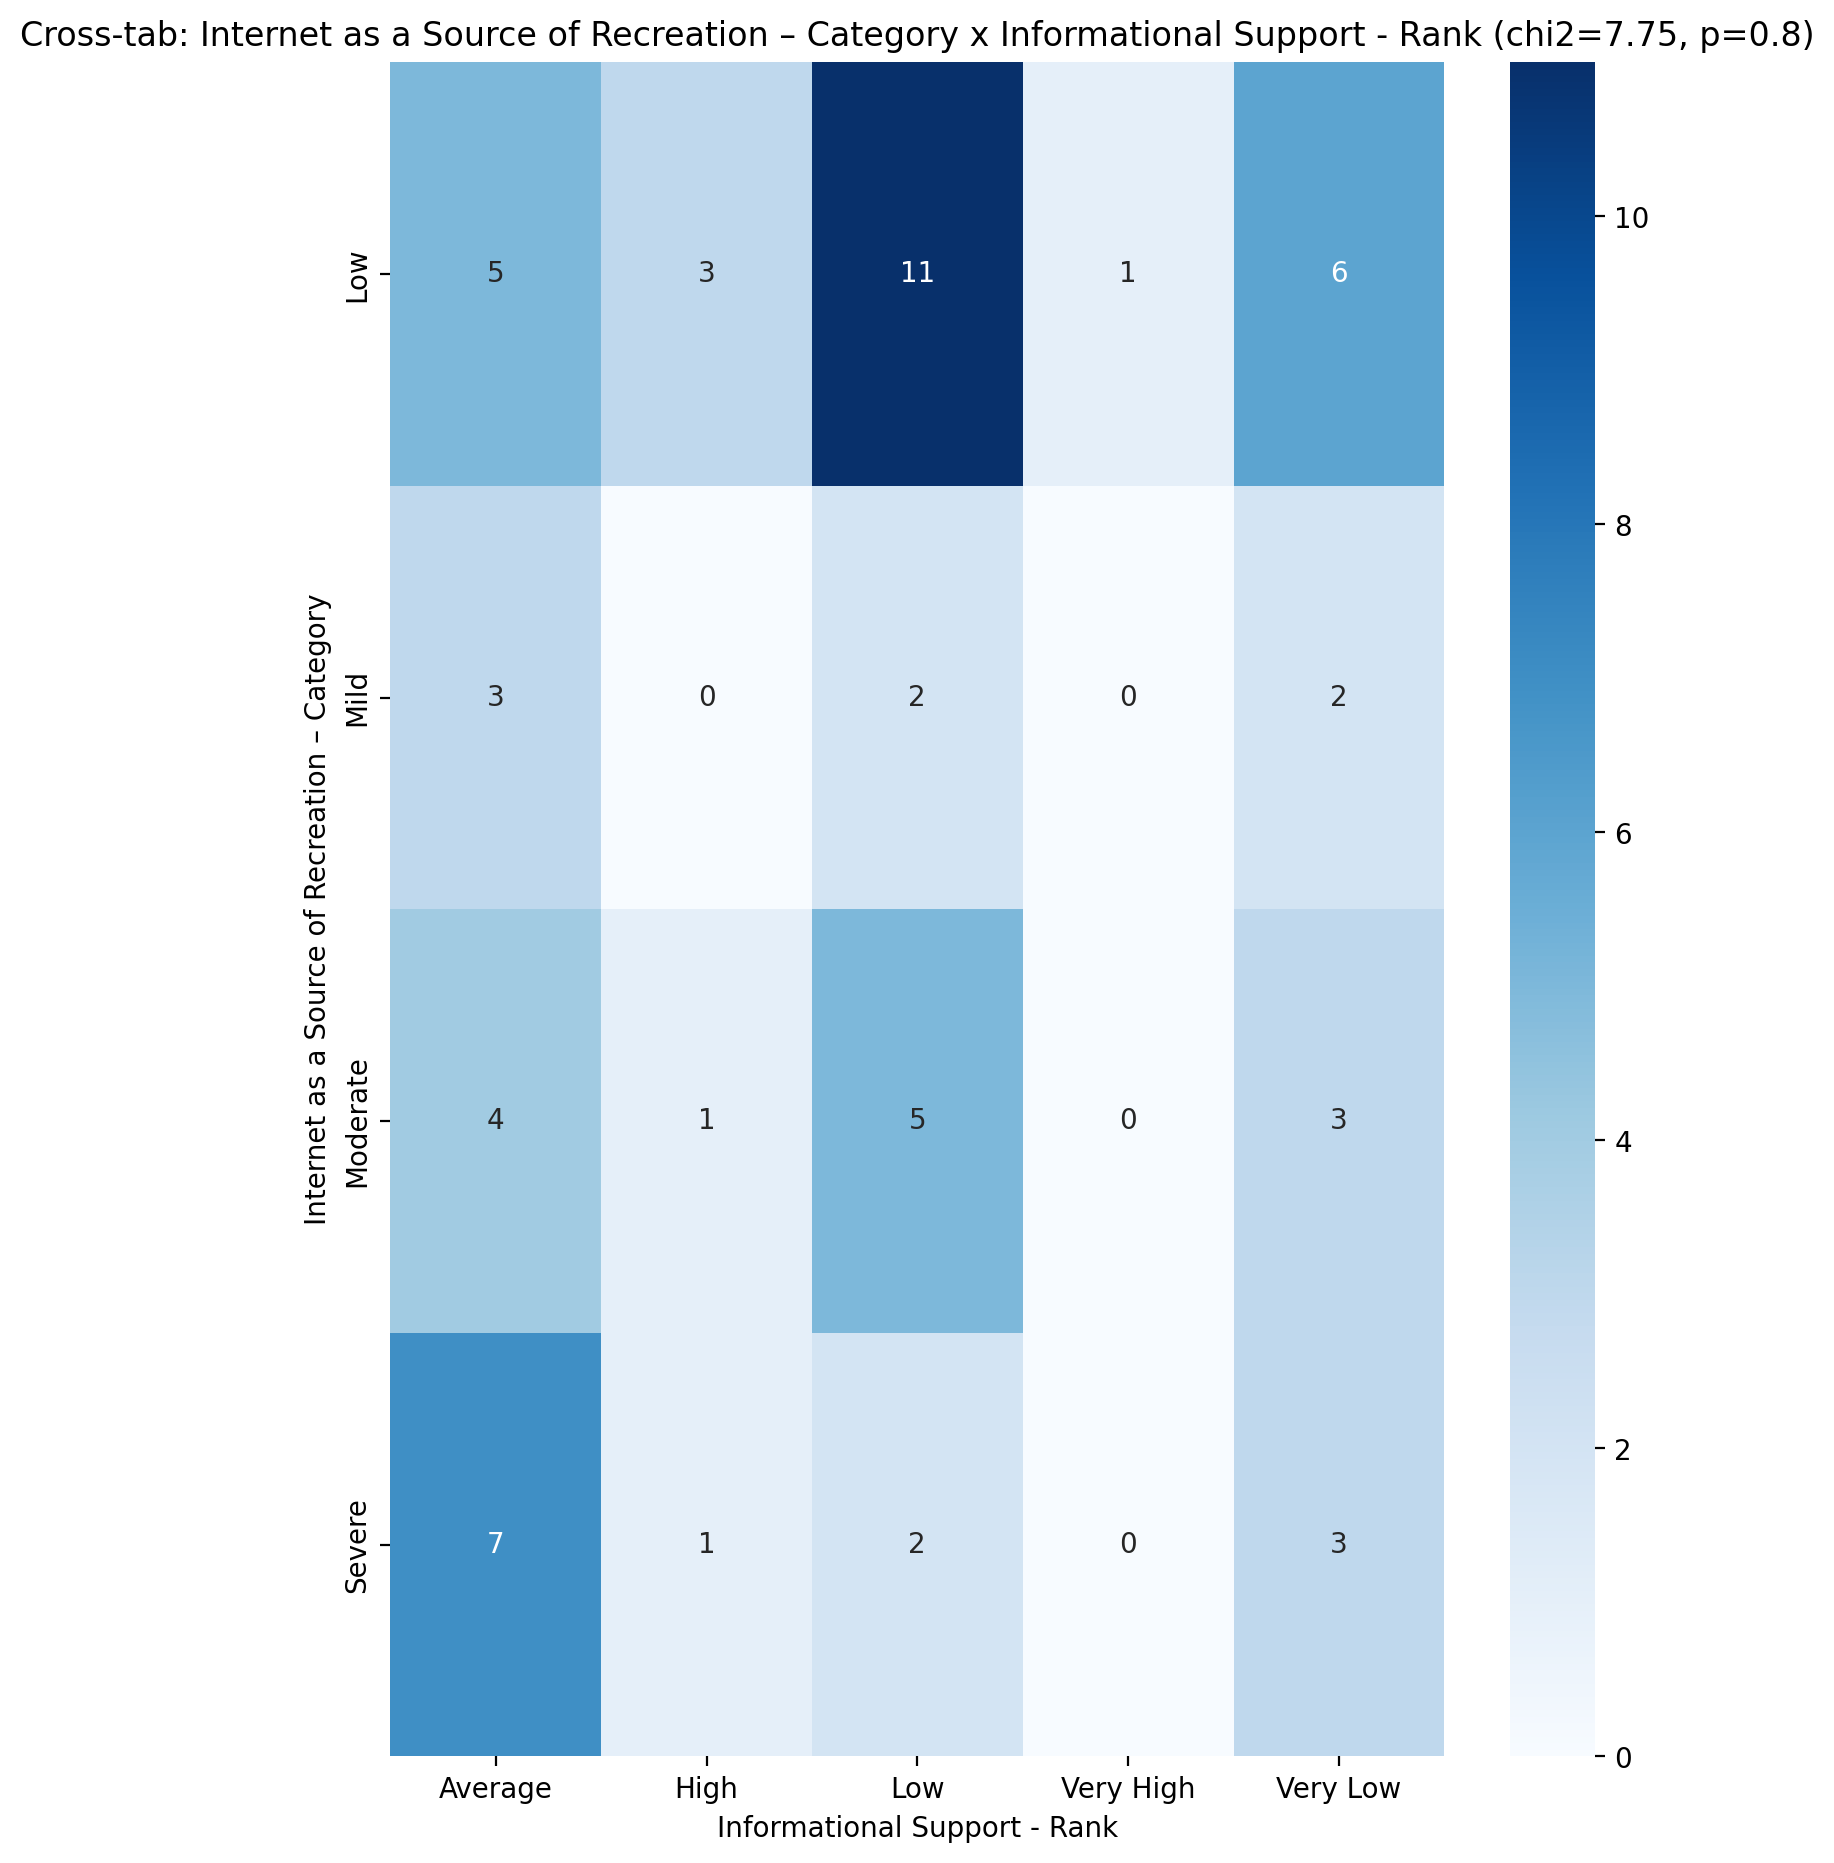 Cross-tab: Internet as a Source of Recreation – Category x Informational Support - Rank (chi2=7.75, p=0.8)
Internet as a Source of Recreation – Category
Low
5 3 11 1 6
Mild
3 0 2 0 2
Moderate
4 1 5 0 3
Severe
7 1 2 0 3
Average High Low Very High Very Low
Informational Support - Rank
10
8
6
4
2
0